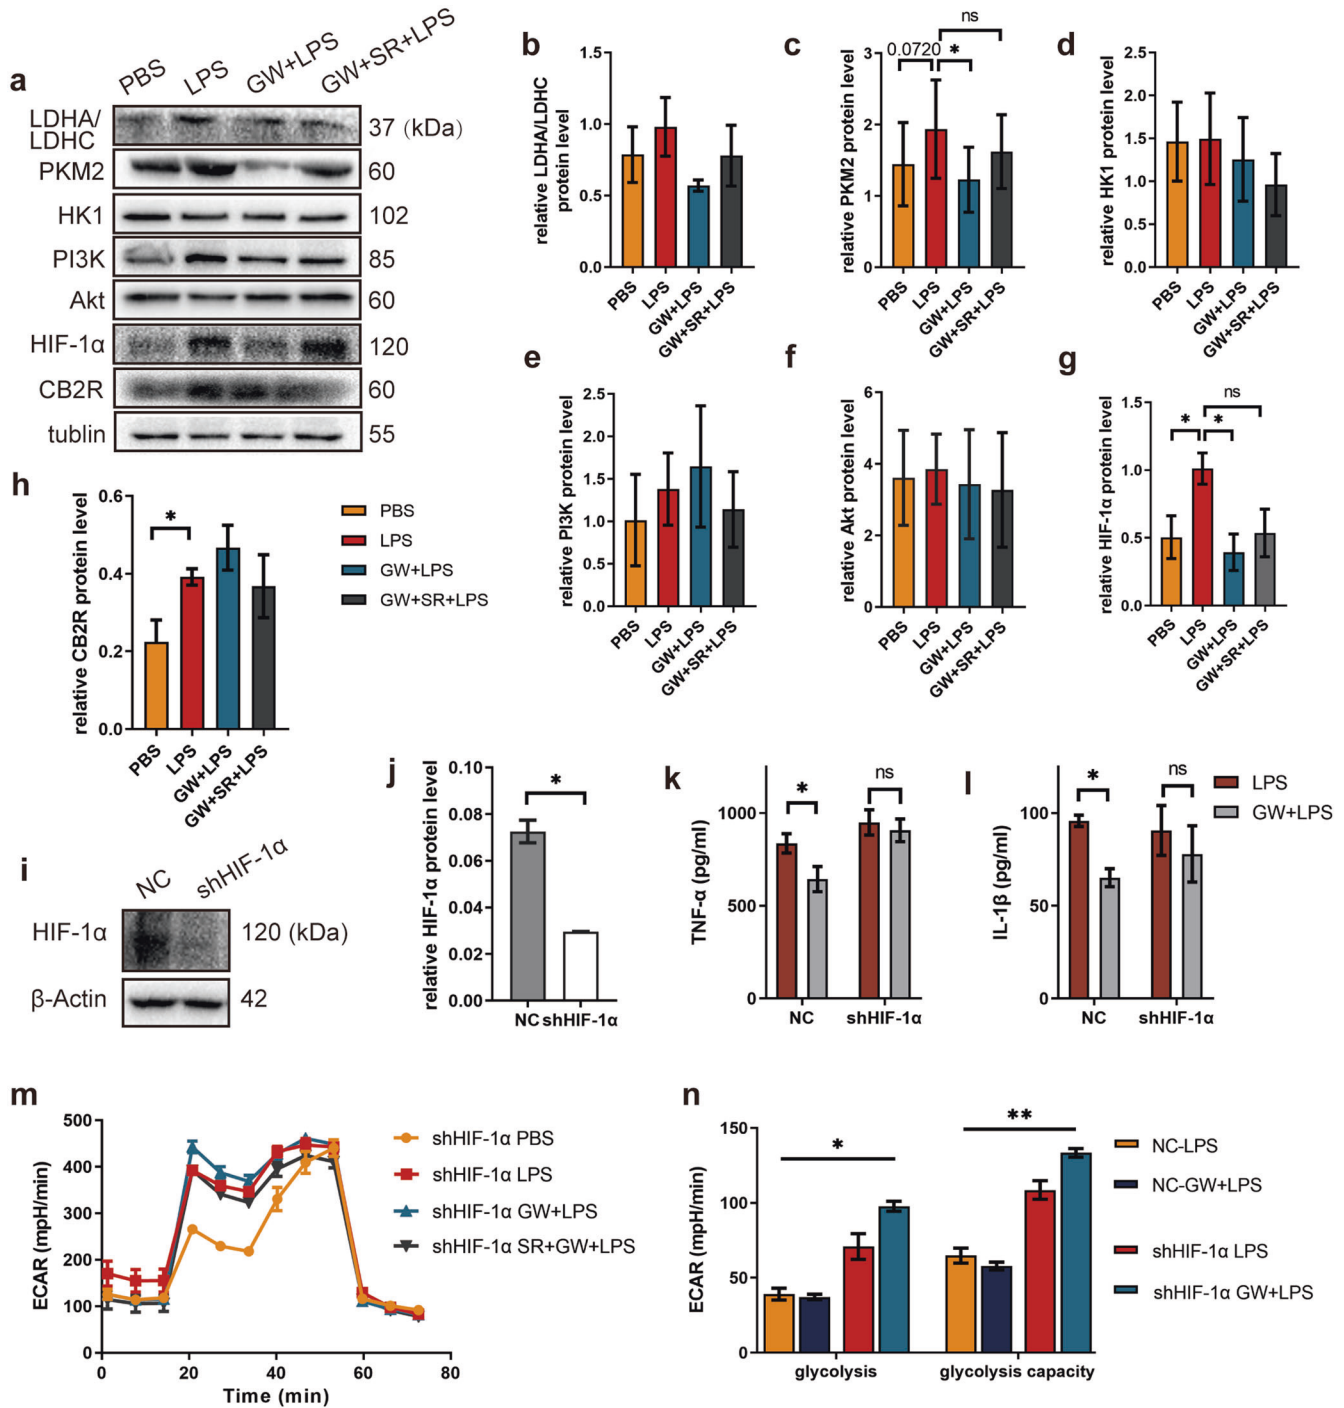 a
PBS
LPS
GW+LPS
GW+SR+LPS
LDHA/
LDHC
37 (kDa)
PKM2
60
HK1
102
PI3K
85
Akt
60
HIF-1α
120
CB2R
60
tublin
55
b
relative LDHA/LDHC
protein level
1.5
1.0
0.5
0.0
PBS
LPS
GW+LPS
GW+SR+LPS
c
relative PKM2 protein level
3
2
1
0
0.0720
*
ns
PBS
LPS
GW+LPS
GW+SR+LPS
d
relative HK1 protein level
2.5
2.0
1.5
1.0
0.5
0.0
PBS
LPS
GW+LPS
GW+SR+LPS
e
relative PI3K protein level
2.5
2.0
1.5
1.0
0.5
0.0
PBS
LPS
GW+LPS
GW+SR+LPS
f
relative Akt protein level
6
4
2
0
PBS
LPS
GW+LPS
GW+SR+LPS
g
relative HIF-1α protein level
1.5
1.0
0.5
0.0
*
*
ns
PBS
LPS
GW+LPS
GW+SR+LPS
h
relative CB2R protein level
0.6
0.4
0.2
0.0
*
PBS
LPS
GW+LPS
GW+SR+LPS
PBS
LPS
GW+LPS
GW+SR+LPS
i
NC
shHIF-1α
HIF-1α
120 (kDa)
β-Actin
42
j
relative HIF-1α protein level
0.10
0.08
0.06
0.04
0.02
0.00
*
NC
shHIF-1α
k
TNF-α (pg/ml)
1000
500
0
*
ns
NC
shHIF-1α
l
IL-1β (pg/ml)
100
50
0
*
ns
NC
shHIF-1α
LPS
GW+LPS
m
ECAR (mpH/min)
500
400
300
200
100
0
0
20
40
60
80
Time (min)
shHIF-1α PBS
shHIF-1α LPS
shHIF-1α GW+LPS
shHIF-1α SR+GW+LPS
n
ECAR (mpH/min)
150
100
50
0
*
**
glycolysis
glycolysis capacity
NC-LPS
NC-GW+LPS
shHIF-1α LPS
shHIF-1α GW+LPS